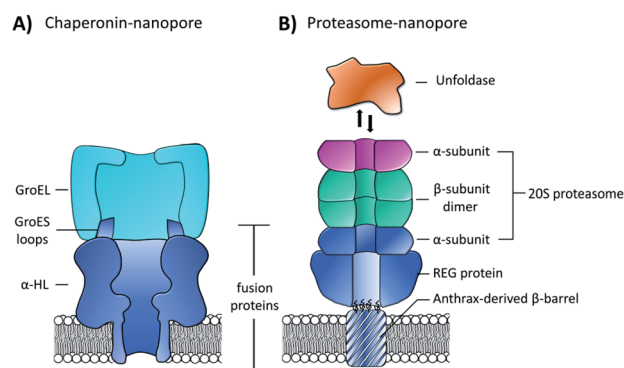 A) Chaperonin-nanopore
GroEL
GroES
loops
α-HL
fusion
proteins
B) Proteasome-nanopore
Unfoldase
α-subunit
β-subunit
dimer
20S proteasome
α-subunit
REG protein
Anthrax-derived β-barrel